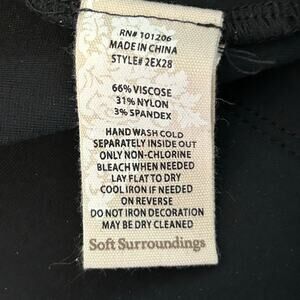 RN# 101206
MADE IN CHINA
STYLE# 2EX28
66% VISCOSE
31% NYLON
3% SPANDEX
HAND WASH COLD
SEPARATELY INSIDE OUT
ONLY NON-CHLORINE
BLEACH WHEN NEEDED
LAY FLAT TO DRY
COOL IRON IF NEEDED
ON REVERSE
DO NOT IRON DECORATION
MAY BE DRY CLEANED
Soft Surroundings